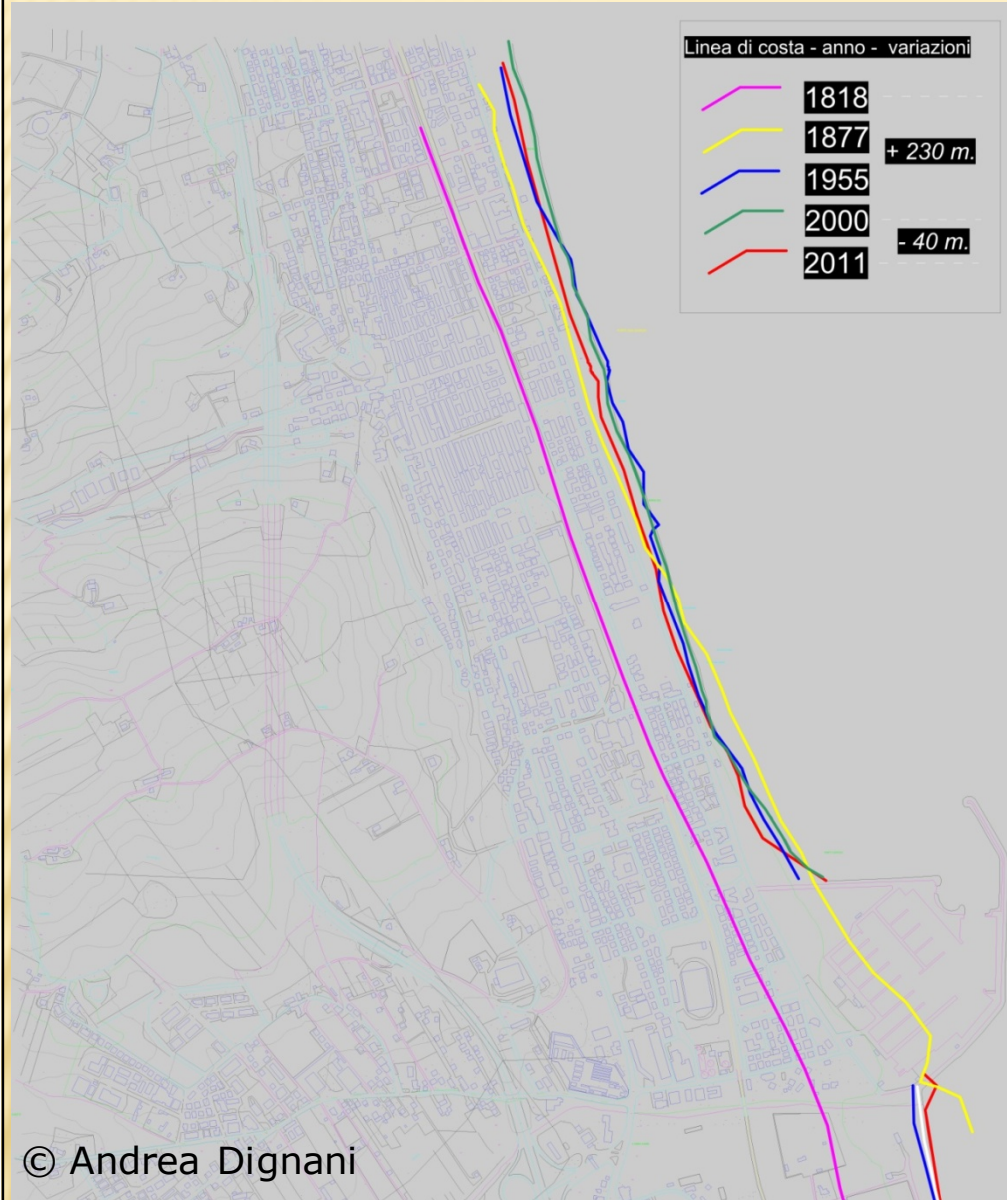 Linea di costa - anno - variazioni
1818
1877
+ 230 m.
1955
2000
- 40 m.
2011
© Andrea Dignani